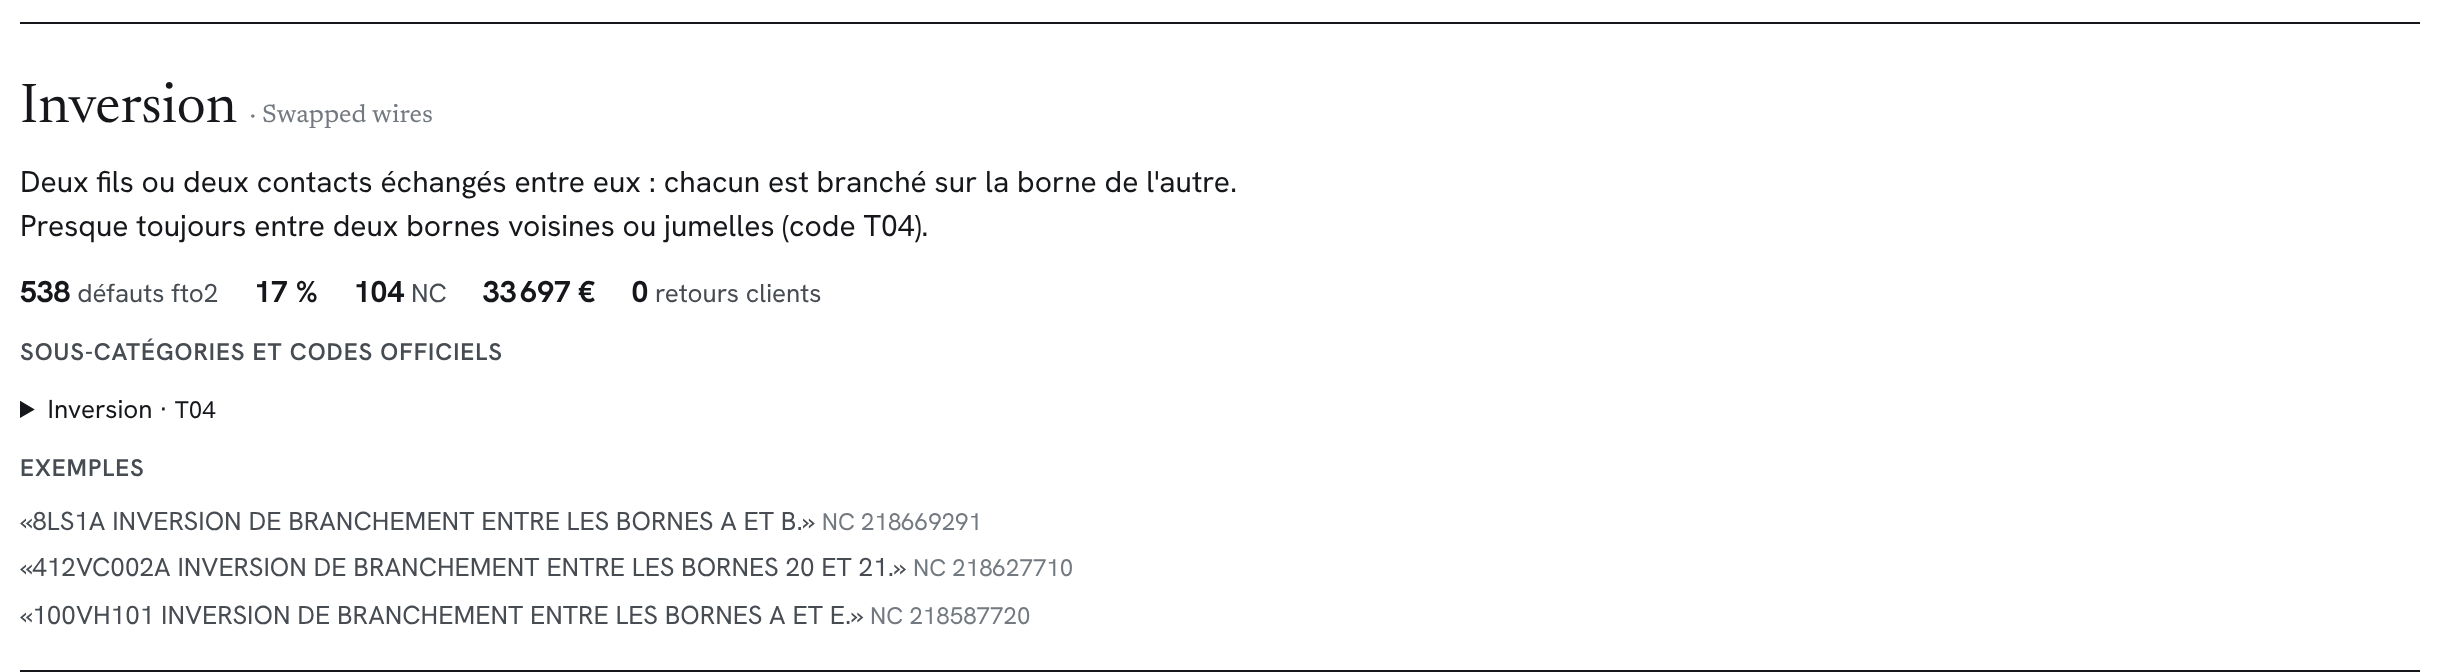 Inversion · Swapped wires
Deux fils ou deux contacts échangés entre eux : chacun est branché sur la borne de l'autre.
Presque toujours entre deux bornes voisines ou jumelles (code T04).
538 défauts fto2 17 % 104 NC 33 697 € 0 retours clients
SOUS-CATÉGORIES ET CODES OFFICIELS
▶ Inversion · T04
EXEMPLES
«8LS1A INVERSION DE BRANCHEMENT ENTRE LES BORNES A ET B.» NC 218669291
«412VC002A INVERSION DE BRANCHEMENT ENTRE LES BORNES 20 ET 21.» NC 218627710
«100VH101 INVERSION DE BRANCHEMENT ENTRE LES BORNES A ET E.» NC 218587720